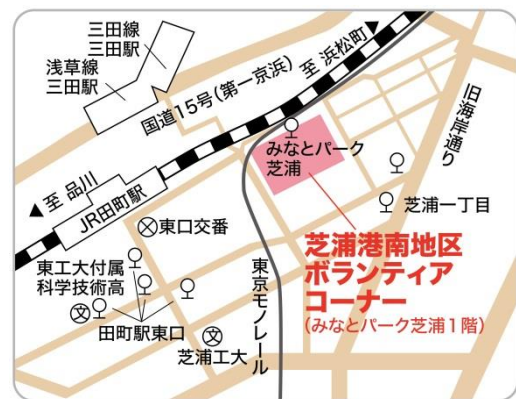 三田線
三田駅
浅草線
三田駅
国道15号(第一京浜)
至 浜松町
旧海岸通り
みなとパーク
芝浦
至 品川
JR田町駅
東口交番
芝浦一丁目
東工大付属
科学技術高
文
田町駅東口
文
芝浦工大
東京モノレール
芝浦港南地区
ボランティア
コーナー
(みなとパーク芝浦1階)